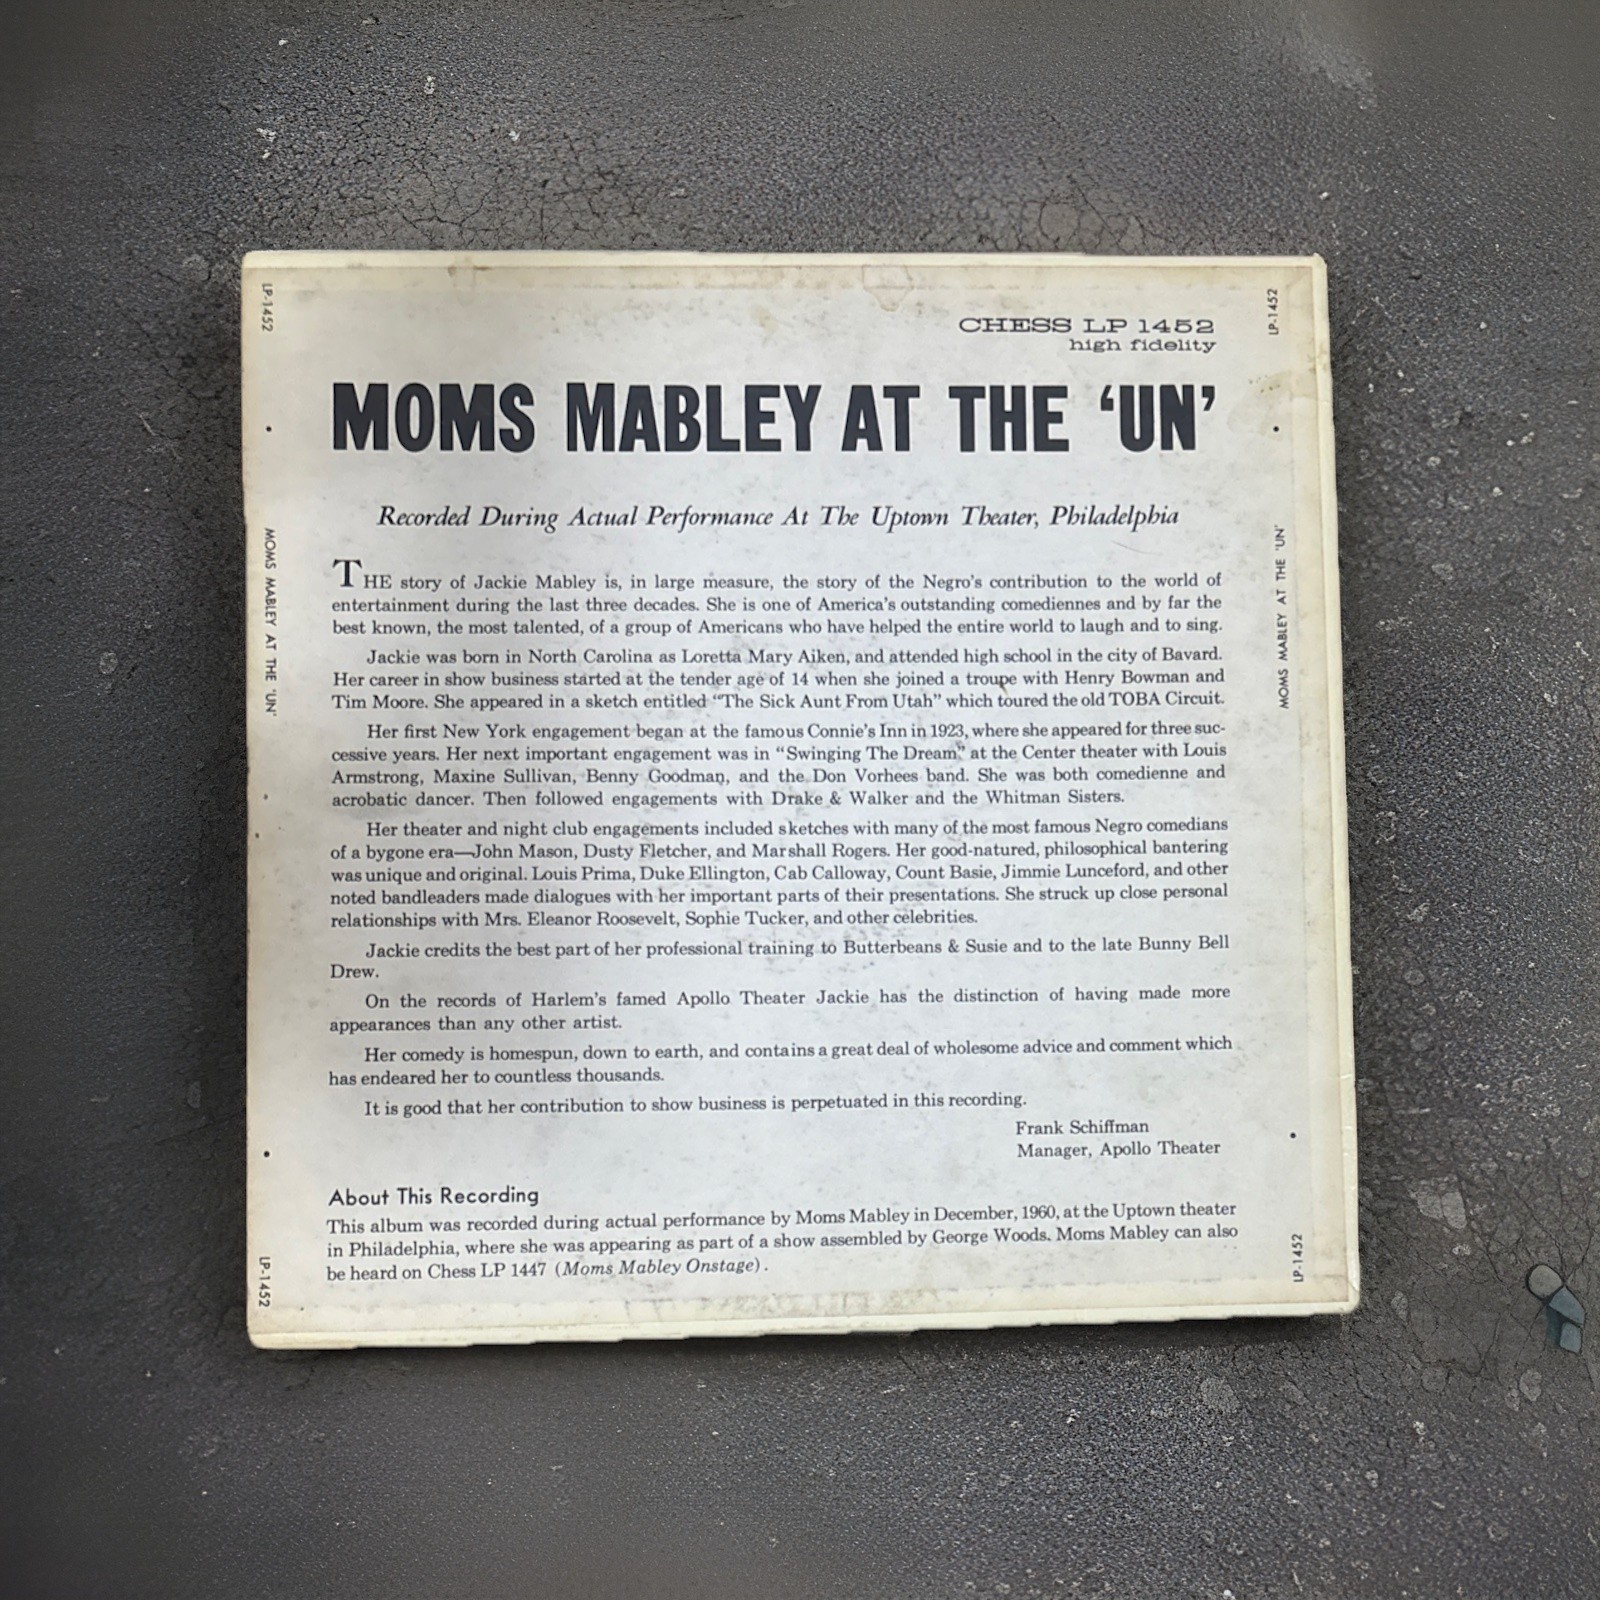 LP-1452
LP-1452
CHESS LP 1452
high fidelity
MOMS MABLEY AT THE ‘UN’
Recorded During Actual Performance At The Uptown Theater, Philadelphia
THE story of Jackie Mabley is, in large measure, the story of the Negro’s contribution to the world of
entertainment during the last three decades. She is one of America’s outstanding comediennes and by far the
best known, the most talented, of a group of Americans who have helped the entire world to laugh and to sing.
Jackie was born in North Carolina as Loretta Mary Aiken, and attended high school in the city of Bavard.
Her career in show business started at the tender age of 14 when she joined a troupe with Henry Bowman and
Tim Moore. She appeared in a sketch entitled “The Sick Aunt From Utah” which toured the old TOBA Circuit.
Her first New York engagement began at the famous Connie’s Inn in 1923, where she appeared for three suc-
cessive years. Her next important engagement was in “Swinging The Dream,” at the Center theater with Louis
Armstrong, Maxine Sullivan, Benny Goodman, and the Don Vorhees band. She was both comedienne and
acrobatic dancer. Then followed engagements with Drake & Walker and the Whitman Sisters.
Her theater and night club engagements included sketches with many of the most famous Negro comedians
of a bygone era—John Mason, Dusty Fletcher, and Marshall Rogers. Her good-natured, philosophical bantering
was unique and original. Louis Prima, Duke Ellington, Cab Calloway, Count Basie, Jimmie Lunceford, and other
noted bandleaders made dialogues with her important parts of their presentations. She struck up close personal
relationships with Mrs. Eleanor Roosevelt, Sophie Tucker, and other celebrities.
Jackie credits the best part of her professional training to Butterbeans & Susie and to the late Bunny Bell
Drew.
On the records of Harlem’s famed Apollo Theater Jackie has the distinction of having made more
appearances than any other artist.
Her comedy is homespun, down to earth, and contains a great deal of wholesome advice and comment which
has endeared her to countless thousands.
It is good that her contribution to show business is perpetuated in this recording.
Frank Schiffman
Manager, Apollo Theater
About This Recording
This album was recorded during actual performance by Moms Mabley in December, 1960, at the Uptown theater
in Philadelphia, where she was appearing as part of a show assembled by George Woods. Moms Mabley can also
be heard on Chess LP 1447 (Moms Mabley Onstage).
MOMS MABLEY AT THE ‘UN’
MOMS MABLEY AT THE ‘UN’
LP-1452
LP-1452